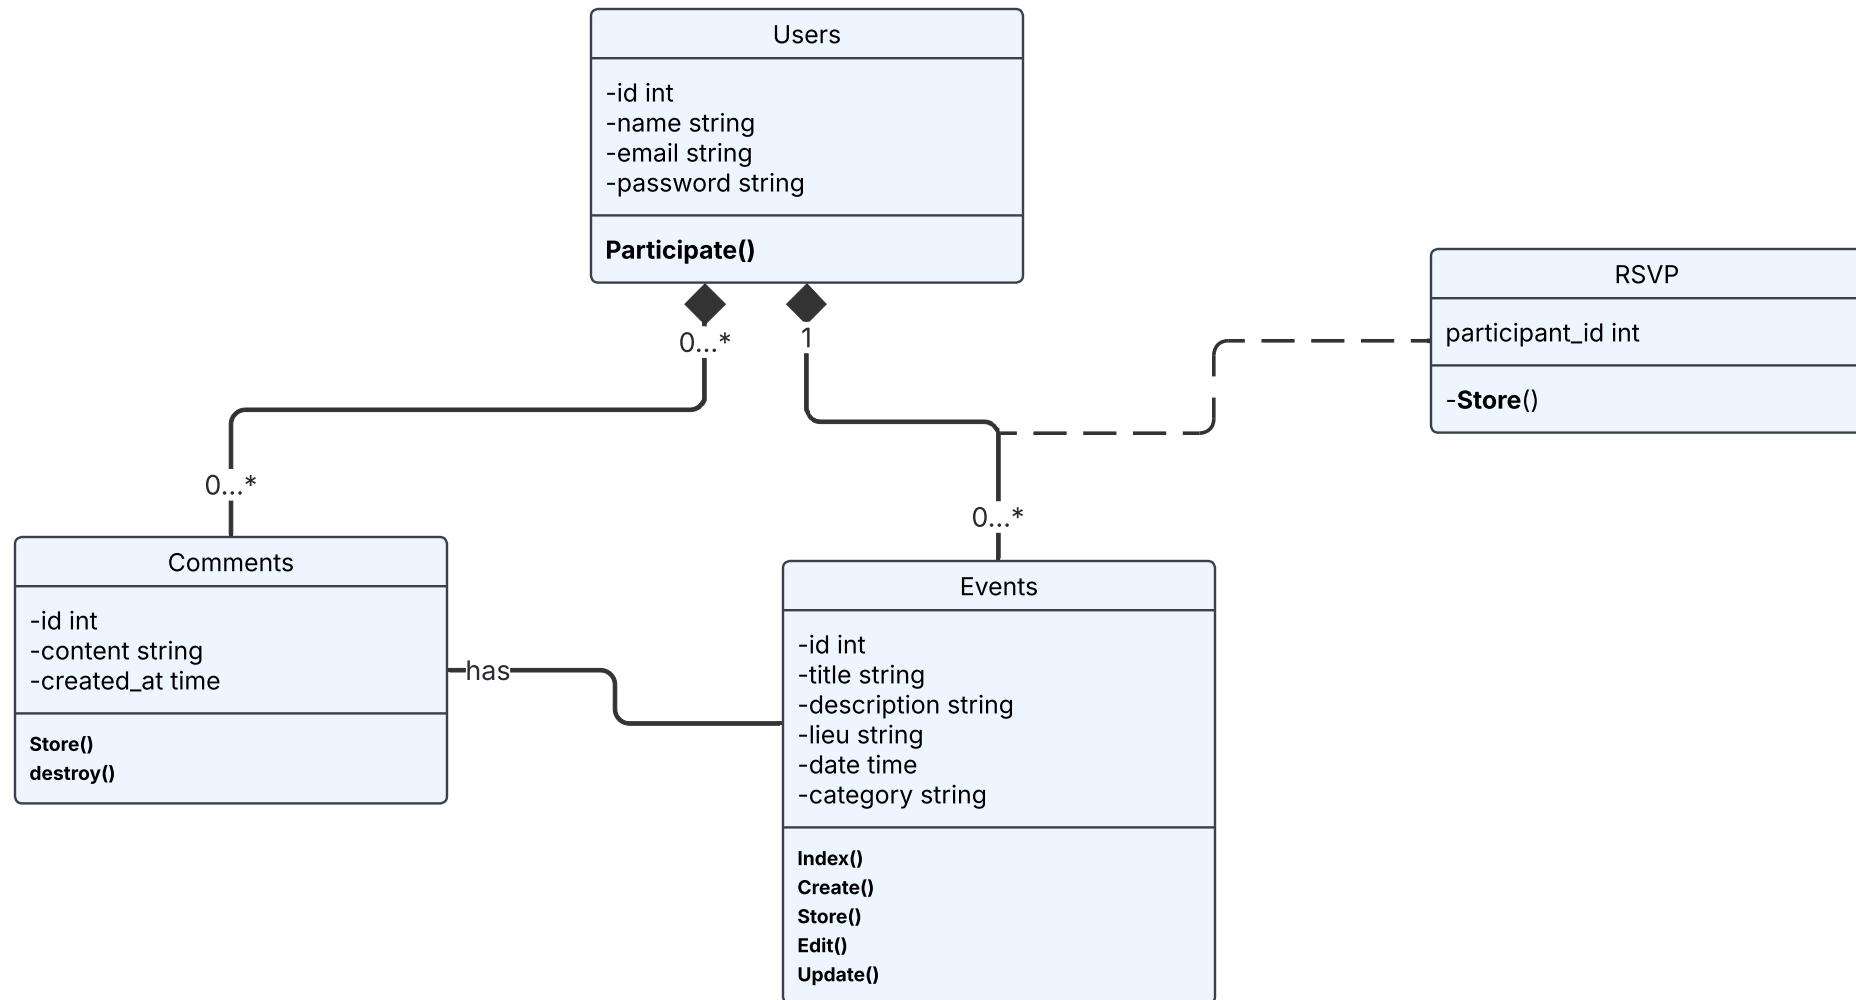 Users
-id int
-name string
-email string
-password string
Participate()
0...*
1
RSVP
participant_id int
-Store()
0...*
0...*
Comments
-id int
-content string
-created_at time
Store()
destroy()
has
Events
-id int
-title string
-description string
-lieu string
-date time
-category string
Index()
Create()
Store()
Edit()
Update()